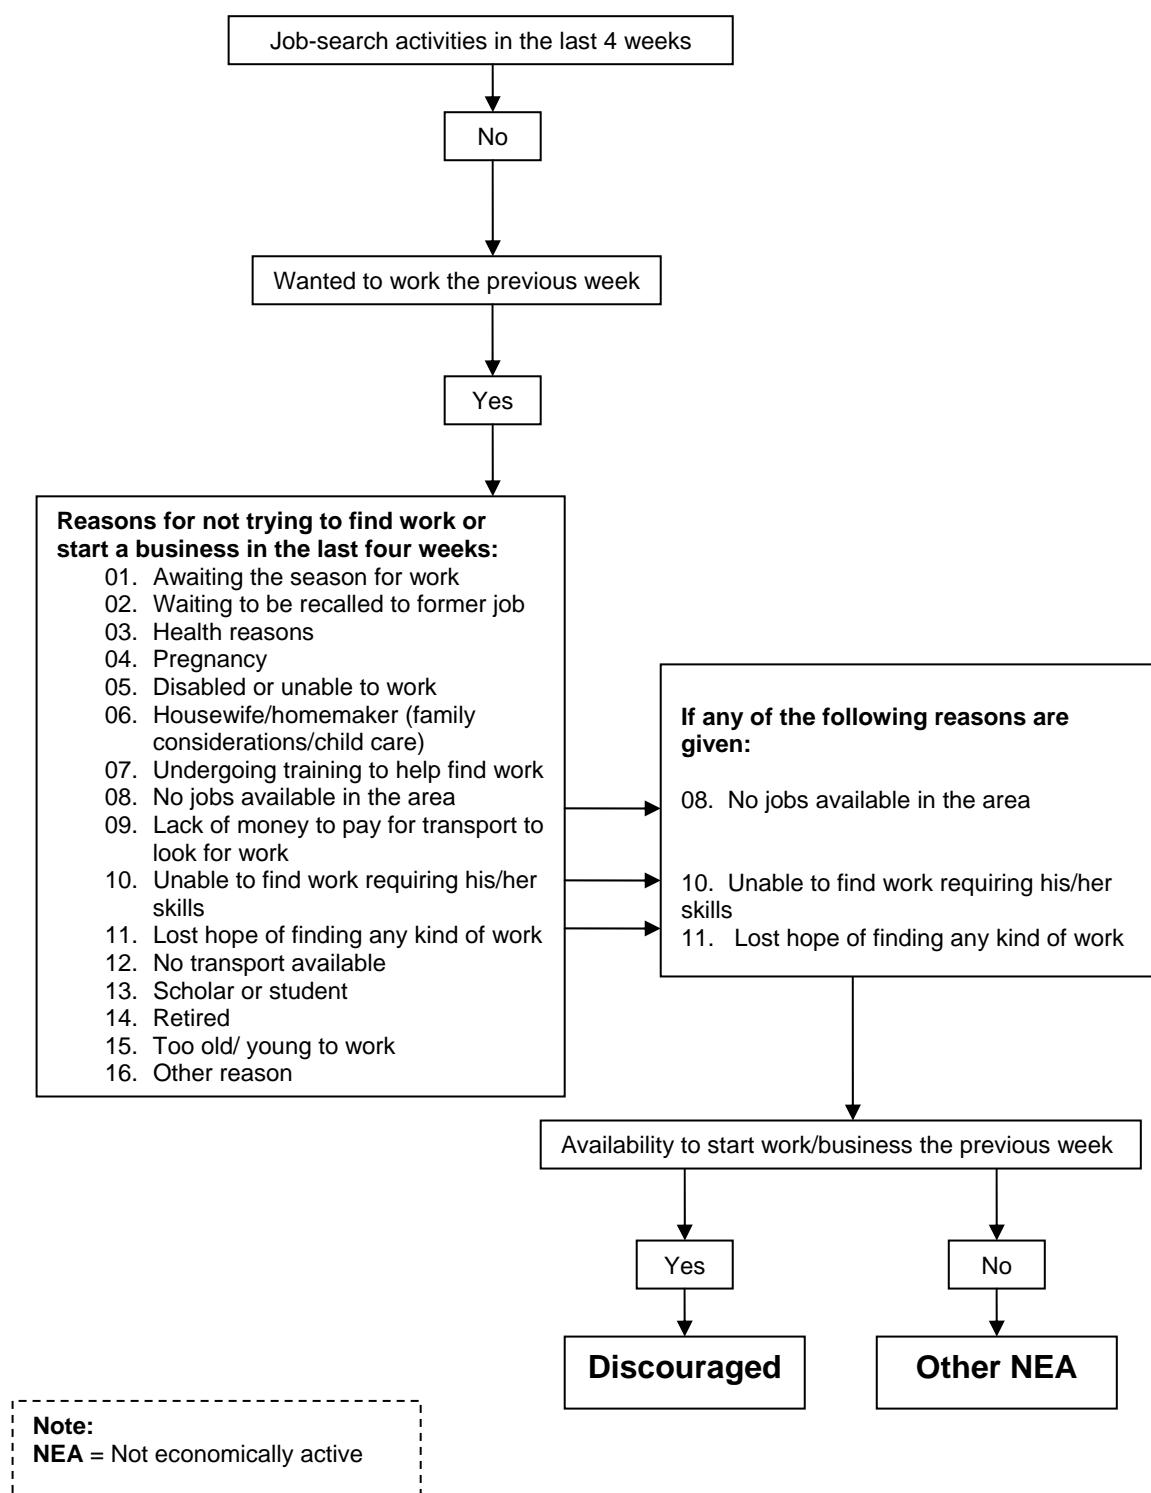 Job-search activities in the last 4 weeks
No
Wanted to work the previous week
Yes
Reasons for not trying to find work or
start a business in the last four weeks:
01. Awaiting the season for work
02. Waiting to be recalled to former job
03. Health reasons
04. Pregnancy
05. Disabled or unable to work
06. Housewife/homemaker (family
considerations/child care)
07. Undergoing training to help find work
08. No jobs available in the area
09. Lack of money to pay for transport to
look for work
10. Unable to find work requiring his/her
skills
11. Lost hope of finding any kind of work
12. No transport available
13. Scholar or student
14. Retired
15. Too old/ young to work
16. Other reason
If any of the following reasons are
given:
08. No jobs available in the area
10. Unable to find work requiring his/her
skills
11. Lost hope of finding any kind of work
Availability to start work/business the previous week
Yes
No
Discouraged
Other NEA
Note:
NEA = Not economically active